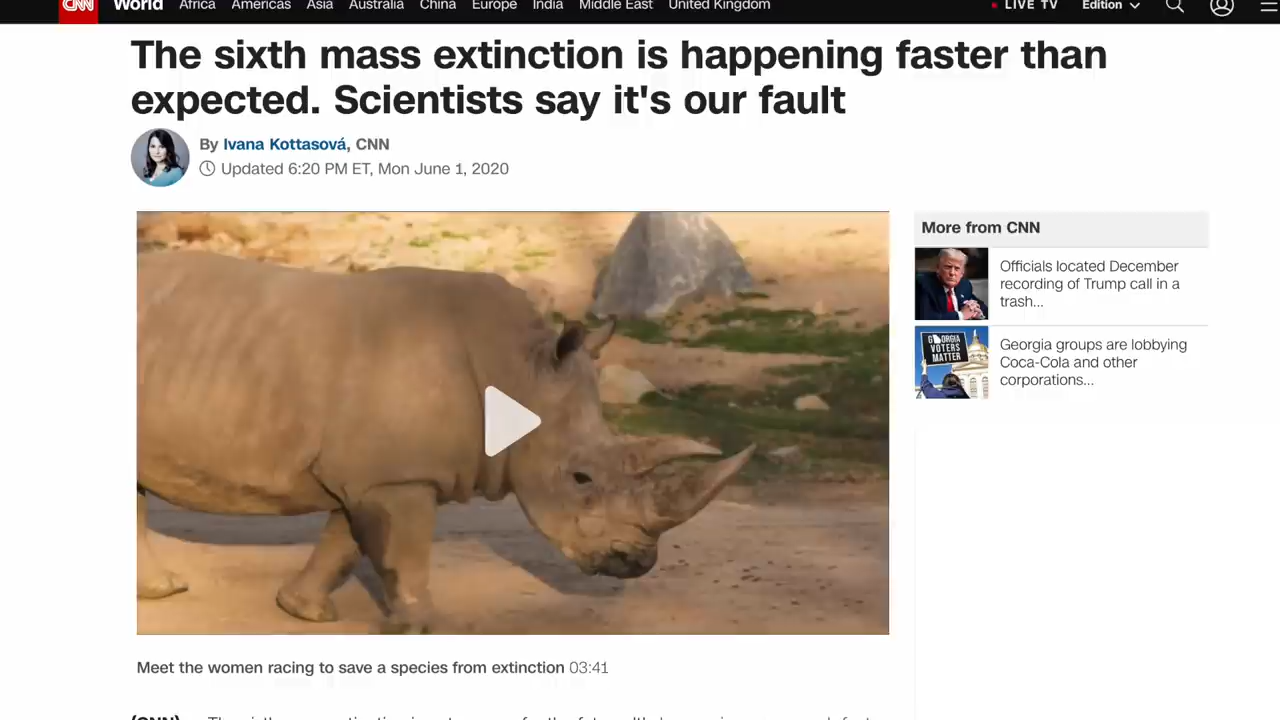 CNN World Africa Americas Asia Australia China Europe India Middle East United Kingdom LIVE TV Edition
The sixth mass extinction is happening faster than
expected. Scientists say it's our fault
By Ivana Kottasová, CNN
Updated 6:20 PM ET, Mon June 1, 2020
More from CNN
Officials located December
recording of Trump call in a
trash...
GEORGIA
VOTERS
MATTER
Georgia groups are lobbying
Coca-Cola and other
corporations...
Meet the women racing to save a species from extinction 03:41
(CNN)